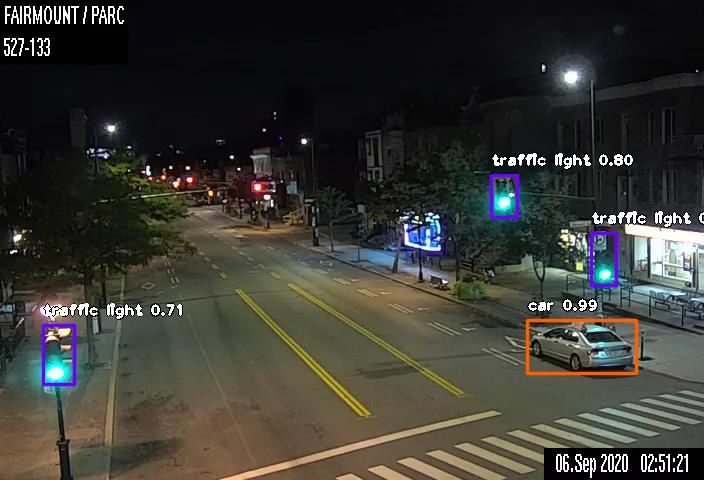 FAIRMOUNT / PARC
527-133
traffic light 0.80
traffic light 0
traffic light 0.71
car 0.99
06.Sep 2020 02:51:21